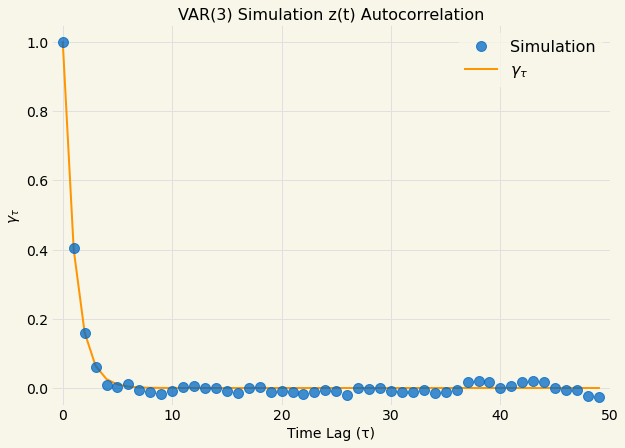 VAR(3) Simulation z(t) Autocorrelation
Simulation
γτ
1.0
0.8
0.6
0.4
0.2
0.0
γτ
0
10
20
30
40
50
Time Lag (τ)